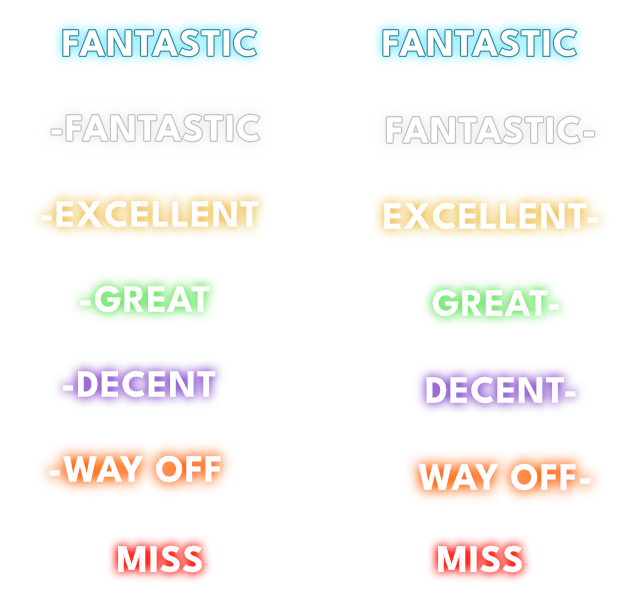 FANTASTIC FANTASTIC
-FANTASTIC FANTASTIC-
-EXCELLENT EXCELLENT-
-GREAT GREAT-
-DECENT DECENT-
-WAY OFF WAY OFF-
MISS MISS